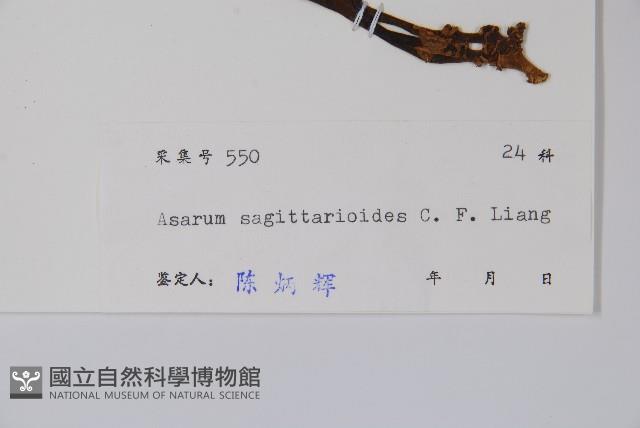 采集号 550 24 科
Asarum sagittarioides C. F. Liang
鉴定人: 陈炳辉 年 月 日
國立自然科學博物館
NATIONAL MUSEUM OF NATURAL SCIENCE